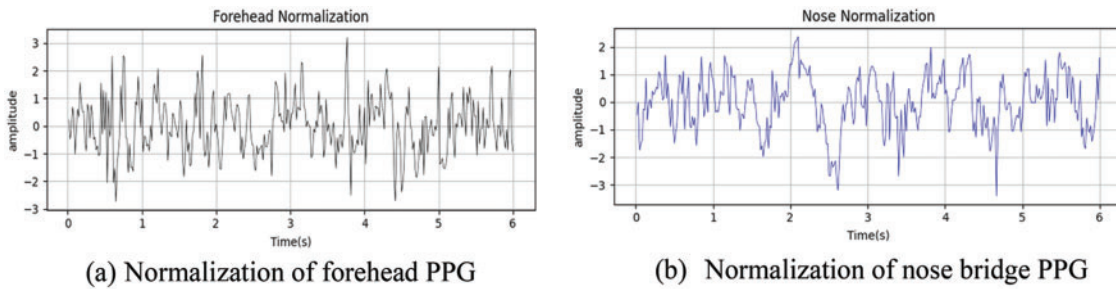 Forehead Normalization
3
2
1
0
−1
−2
−3
amplitude
0 1 2 3 4 5 6
Time(s)
(a) Normalization of forehead PPG
Nose Normalization
2
1
0
−1
−2
−3
amplitude
0 1 2 3 4 5 6
Time(s)
(b) Normalization of nose bridge PPG